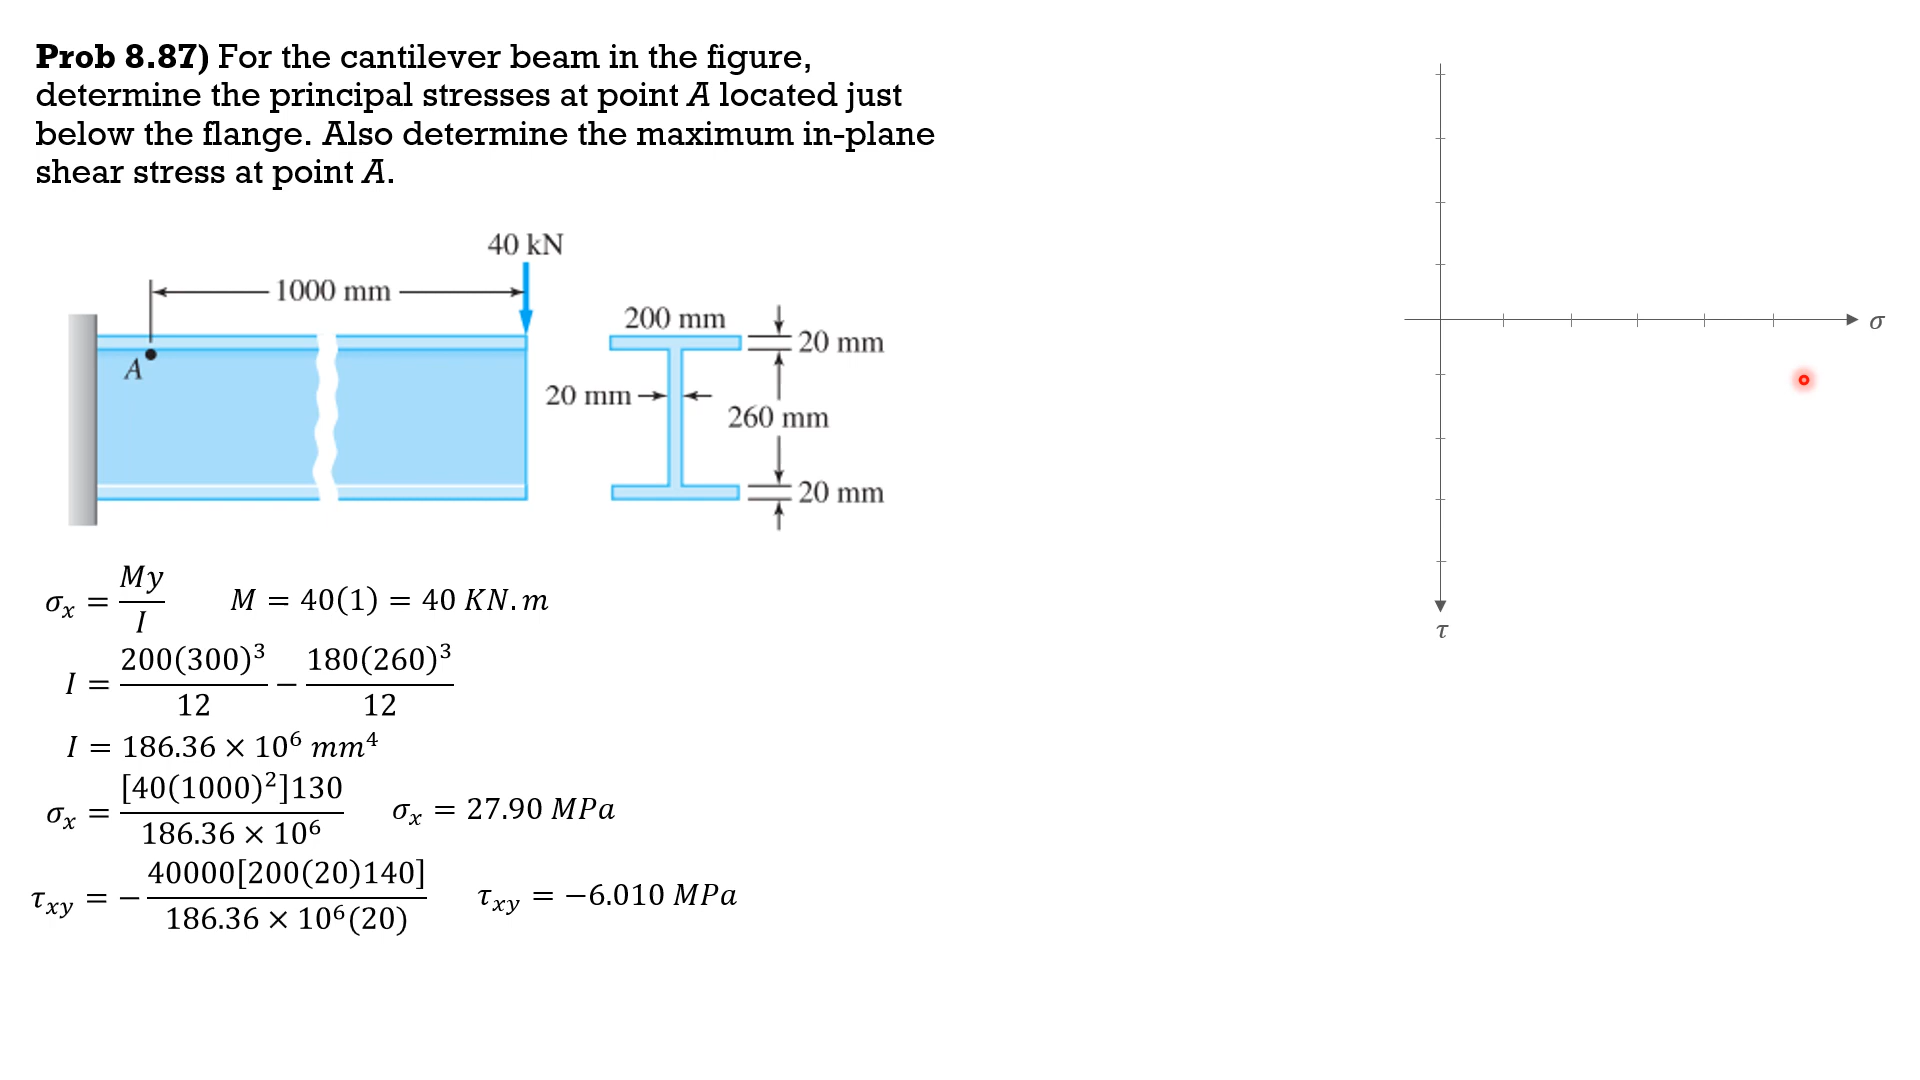 Prob 8.87) For the cantilever beam in the figure,
determine the principal stresses at point A located just
below the flange. Also determine the maximum in-plane
shear stress at point A.
40 kN
1000 mm
A
200 mm
20 mm
20 mm
260 mm
20 mm
σx = My/I M = 40(1) = 40 KN.m
I = 200(300)³/12 − 180(260)³/12
I = 186.36 × 10⁶ mm⁴
σx = [40(1000)²]130/186.36 × 10⁶ σx = 27.90 MPa
τxy = −40000[200(20)140]/186.36 × 10⁶(20) τxy = −6.010 MPa
σ
τ